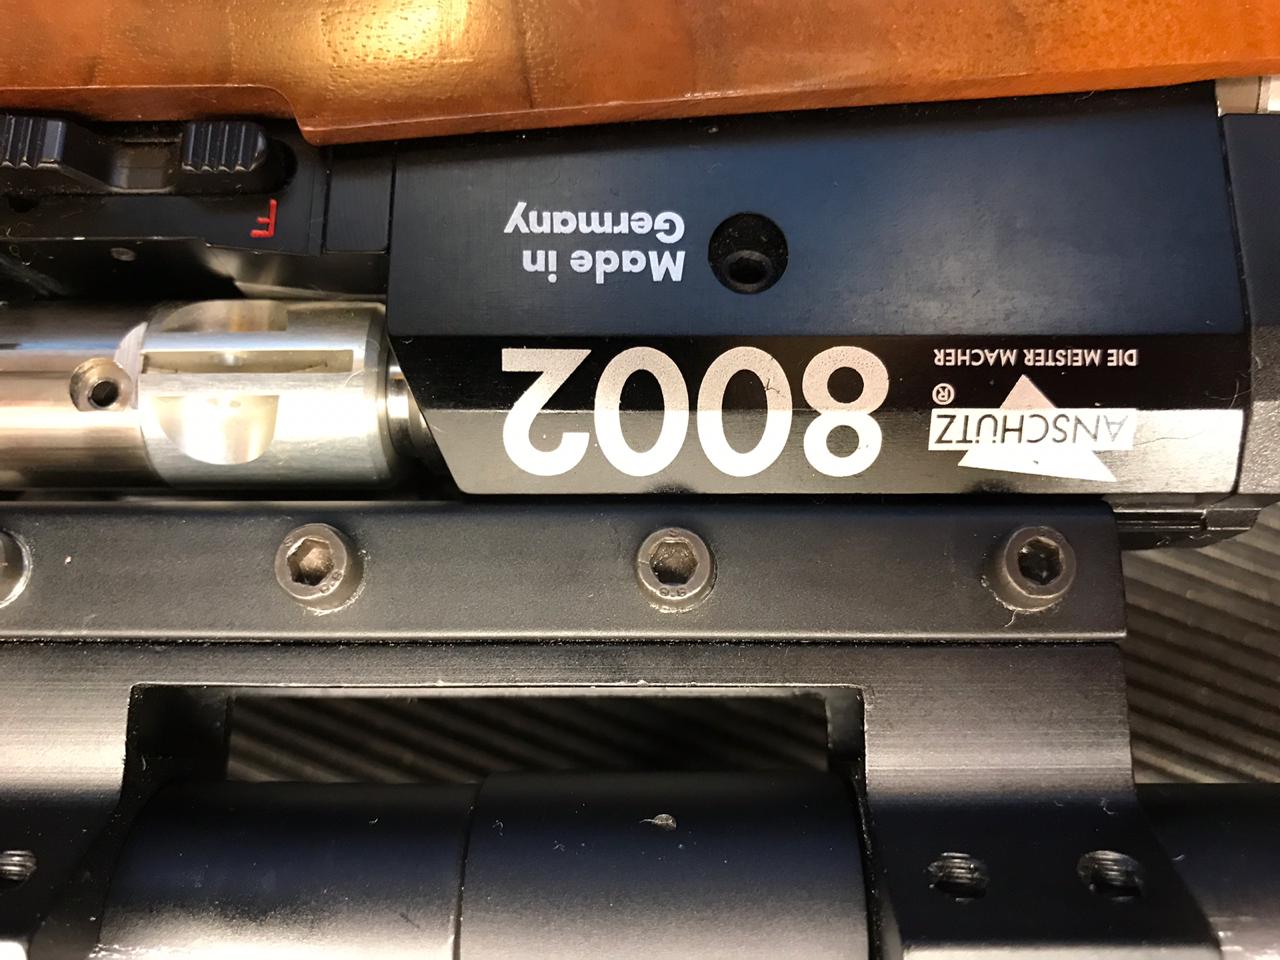 DIE MEISTER MACHER
ANSCHÜTZ
®
8002
Made in
Germany
F